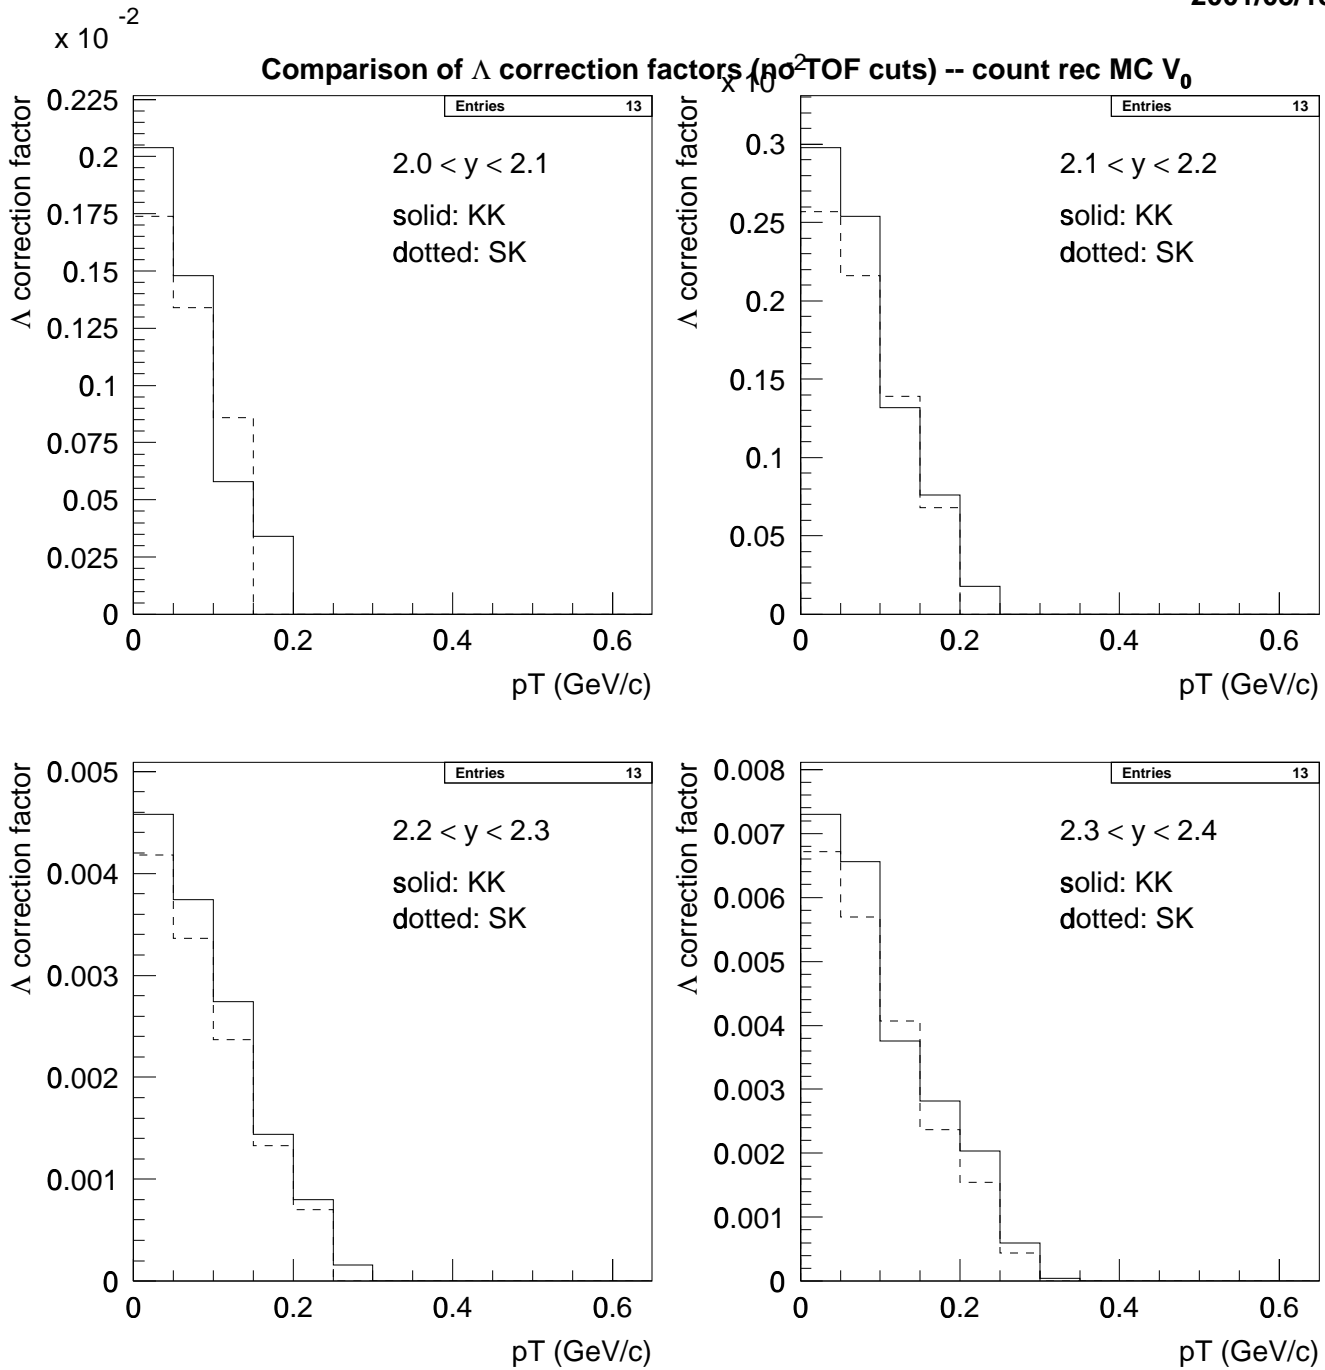 x 10 -2
Comparison of Λ correction factors (no TOF cuts) -- count rec MC V0
x 10 -2
Entries 13
2.0 < y < 2.1
solid: KK
dotted: SK
Λ correction factor
0.225
0.2
0.175
0.15
0.125
0.1
0.075
0.05
0.025
0
0 0.2 0.4 0.6
pT (GeV/c)
Entries 13
2.1 < y < 2.2
solid: KK
dotted: SK
Λ correction factor
0.3
0.25
0.2
0.15
0.1
0.05
0
0 0.2 0.4 0.6
pT (GeV/c)
Entries 13
2.2 < y < 2.3
solid: KK
dotted: SK
Λ correction factor
0.005
0.004
0.003
0.002
0.001
0
0 0.2 0.4 0.6
pT (GeV/c)
Entries 13
2.3 < y < 2.4
solid: KK
dotted: SK
Λ correction factor
0.008
0.007
0.006
0.005
0.004
0.003
0.002
0.001
0
0 0.2 0.4 0.6
pT (GeV/c)